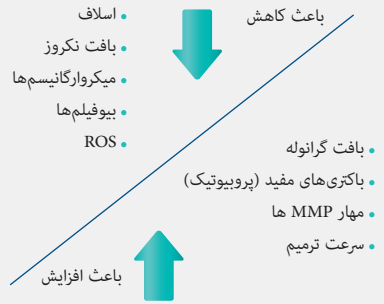 باعث کاهش
• اسلاف
• بافت نکروز
• میکروارگانیسم‌ها
• بیوفیلم‌ها
• ROS
• بافت گرانوله
• باکتری‌های مفید (پروبیوتیک)
• مهار MMP ها
• سرعت ترمیم
باعث افزایش